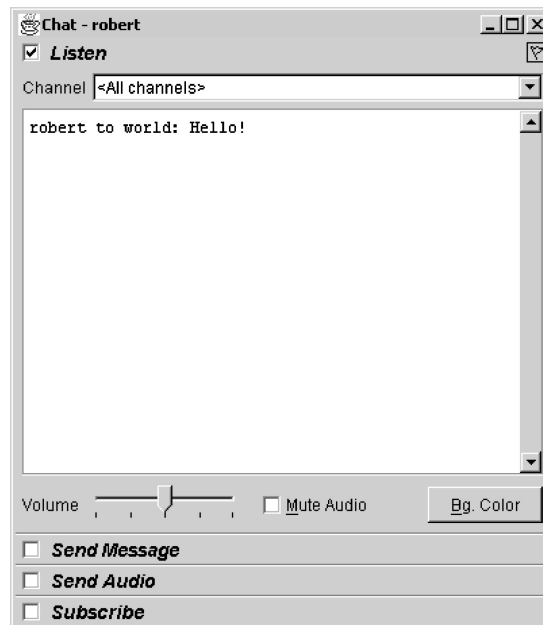 Chat - robert
Listen
Channel <All channels>
robert to world: Hello!
Volume Mute Audio Bg. Color
Send Message
Send Audio
Subscribe